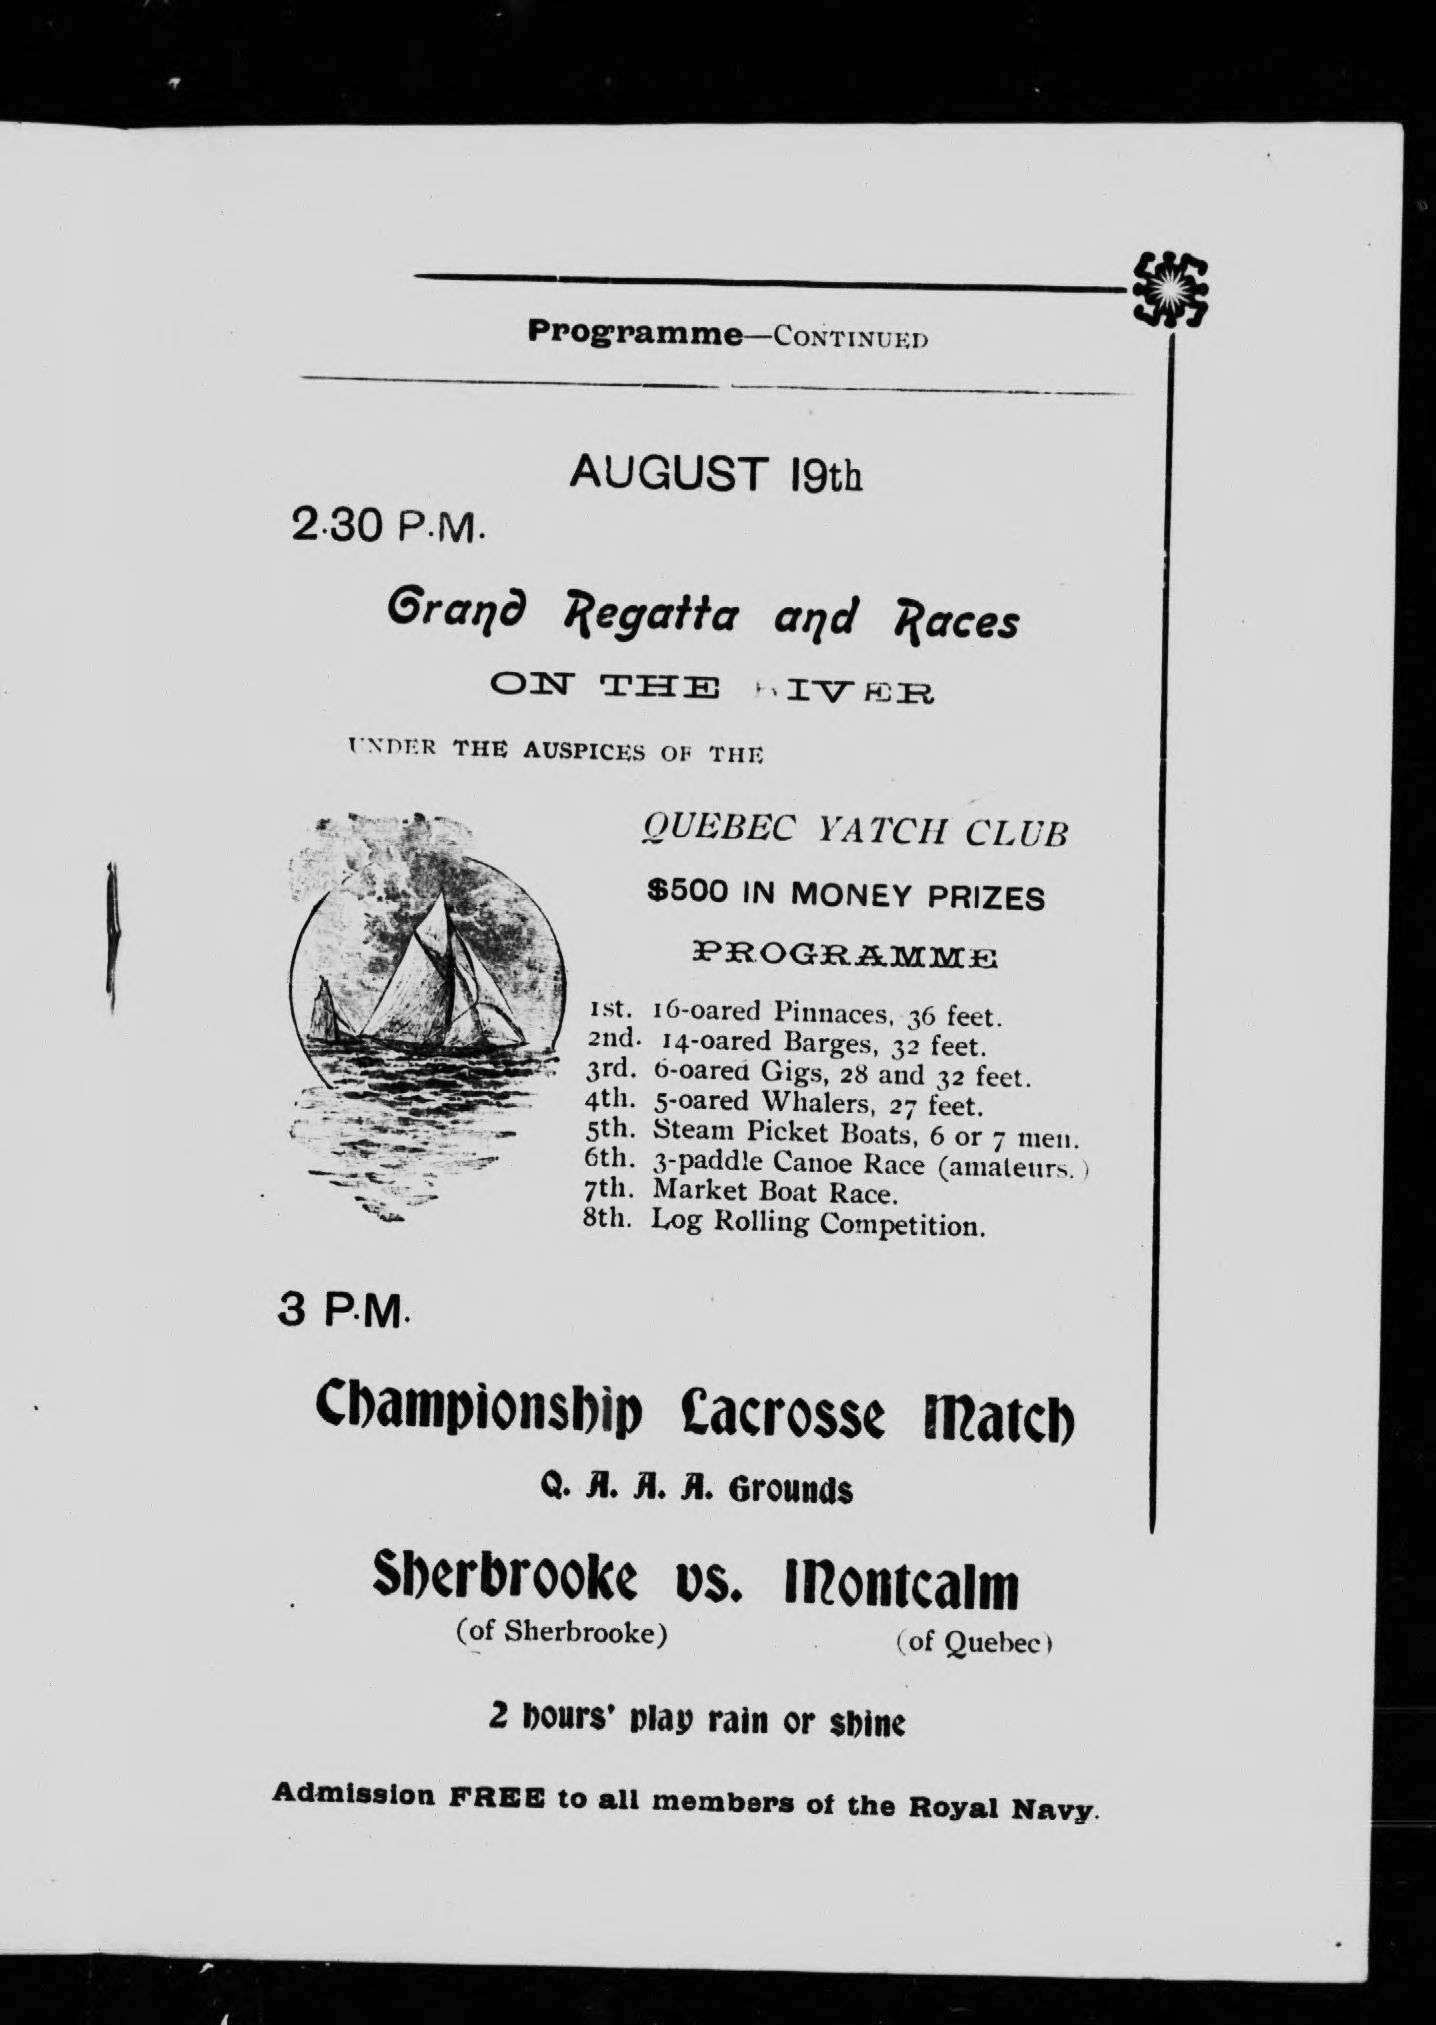 Programme—CONTINUED
AUGUST 19th
2.30 P.M.
Grand Regatta and Races
ON THE RIVER
UNDER THE AUSPICES OF THE
QUEBEC YATCH CLUB
$500 IN MONEY PRIZES
PROGRAMME
1st. 16-oared Pinnaces, 36 feet.
2nd. 14-oared Barges, 32 feet.
3rd. 6-oared Gigs, 28 and 32 feet.
4th. 5-oared Whalers, 27 feet.
5th. Steam Picket Boats, 6 or 7 men.
6th. 3-paddle Canoe Race (amateurs.)
7th. Market Boat Race.
8th. Log Rolling Competition.
3 P.M.
Championship Lacrosse Match
Q. A. A. A. Grounds
Sherbrooke vs. Montcalm
(of Sherbrooke) (of Quebec)
2 hours' play rain or shine
Admission FREE to all members of the Royal Navy.